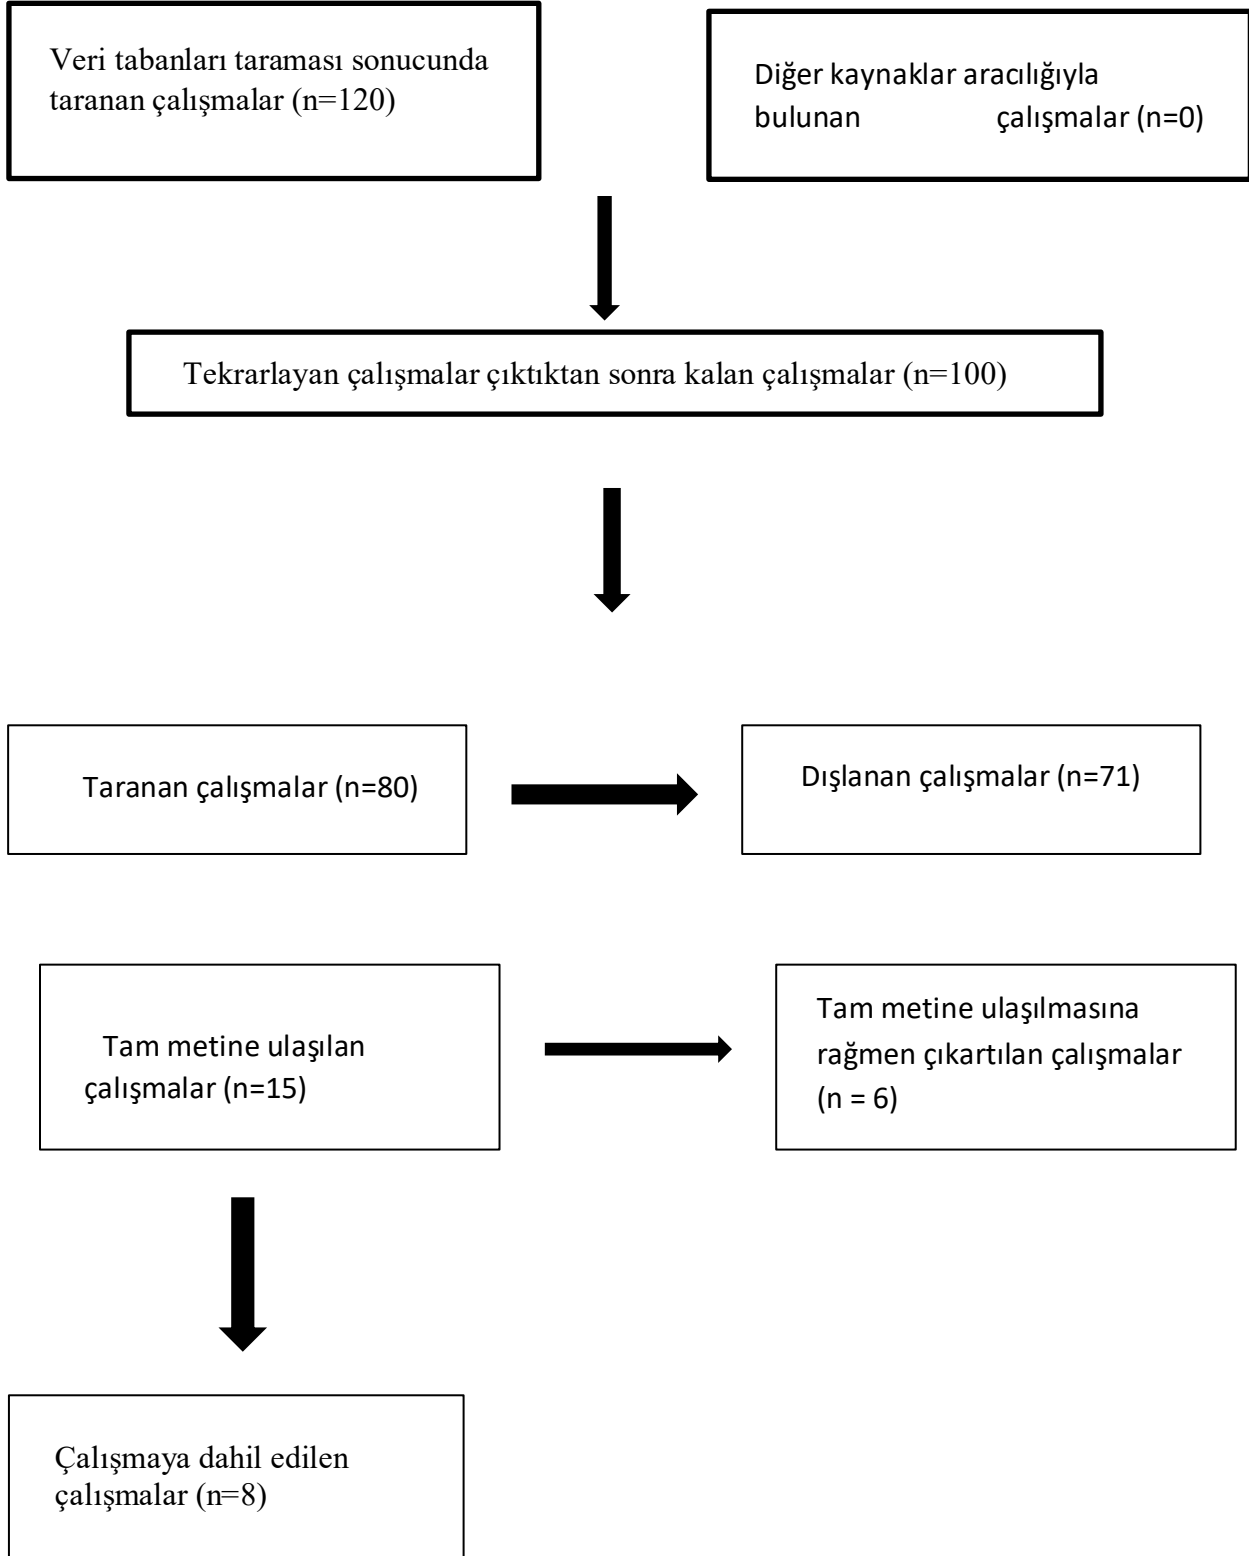 Veri tabanları taraması sonucunda
taranan çalışmalar (n=120)
Diğer kaynaklar aracılığıyla
bulunan çalışmalar (n=0)
Tekrarlayan çalışmalar çıktıktan sonra kalan çalışmalar (n=100)
Taranan çalışmalar (n=80)
Dışlanan çalışmalar (n=71)
Tam metine ulaşılan
çalışmalar (n=15)
Tam metine ulaşılmasına
rağmen çıkartılan çalışmalar
(n = 6)
Çalışmaya dahil edilen
çalışmalar (n=8)